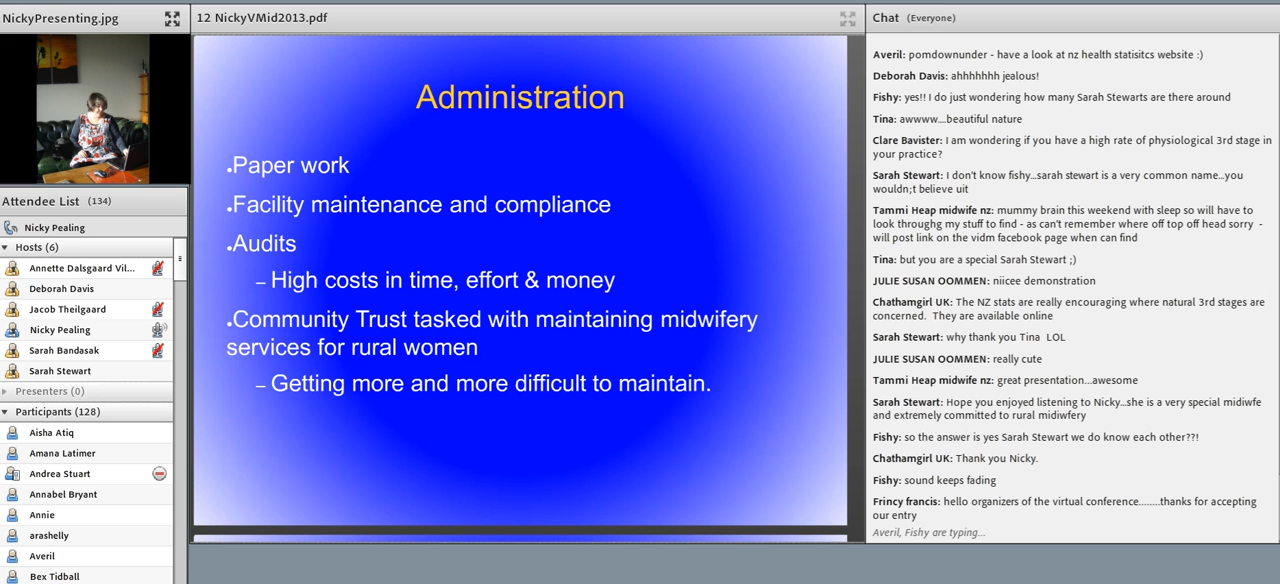 NickyPresenting.jpg
Attendee List (134)
Nicky Pealing
Hosts (6)
Annette Dalsgaard Vil...
Deborah Davis
Jacob Theilgaard
Nicky Pealing
Sarah Bandasak
Sarah Stewart
Presenters (0)
Participants (128)
Aisha Atiq
Amana Latimer
Andrea Stuart
Annabel Bryant
Annie
arashelly
Averil
Bex Tidball
12 NickyVMid2013.pdf
Administration
•Paper work
•Facility maintenance and compliance
•Audits
– High costs in time, effort & money
•Community Trust tasked with maintaining midwifery
services for rural women
– Getting more and more difficult to maintain.
Chat (Everyone)
Averil: pomdownunder - have a look at nz health statisitcs website :)
Deborah Davis: ahhhhhhh jealous!
Fishy: yes!! I do just wondering how many Sarah Stewarts are there around
Tina: awwww...beautiful nature
Clare Bavister: I am wondering if you have a high rate of physiological 3rd stage in
your practice?
Sarah Stewart: I don't know fishy...sarah stewart is a very common name...you
wouldn;t believe uit
Tammi Heap midwife nz: mummy brain this weekend with sleep so will have to
look throughg my stuff to find - as can't remember where off top off head sorry -
will post link on the vidm facebook page when can find
Tina: but you are a special Sarah Stewart ;)
JULIE SUSAN OOMMEN: niicee demonstration
Chathamgirl UK: The NZ stats are really encouraging where natural 3rd stages are
concerned. They are available online
Sarah Stewart: why thank you Tina LOL
JULIE SUSAN OOMMEN: really cute
Tammi Heap midwife nz: great presentation...awesome
Sarah Stewart: Hope you enjoyed listening to Nicky...she is a very special midiwfe
and extremely committed to rural midiwfery
Fishy: so the answer is yes Sarah Stewart we do know each other??!
Chathamgirl UK: Thank you Nicky.
Fishy: sound keeps fading
Frincy francis: hello organizers of the virtual conference........thanks for accepting
our entry
Averil, Fishy are typing...